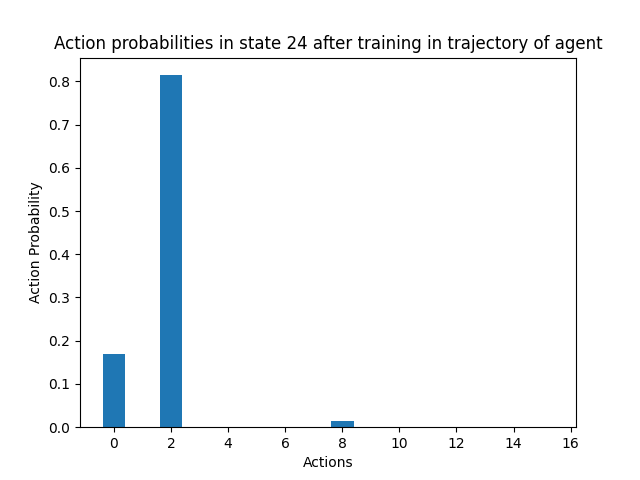 Action probabilities in state 24 after training in trajectory of agent
Action Probability
0.8
0.7
0.6
0.5
0.4
0.3
0.2
0.1
0.0
0 2 4 6 8 10 12 14 16
Actions